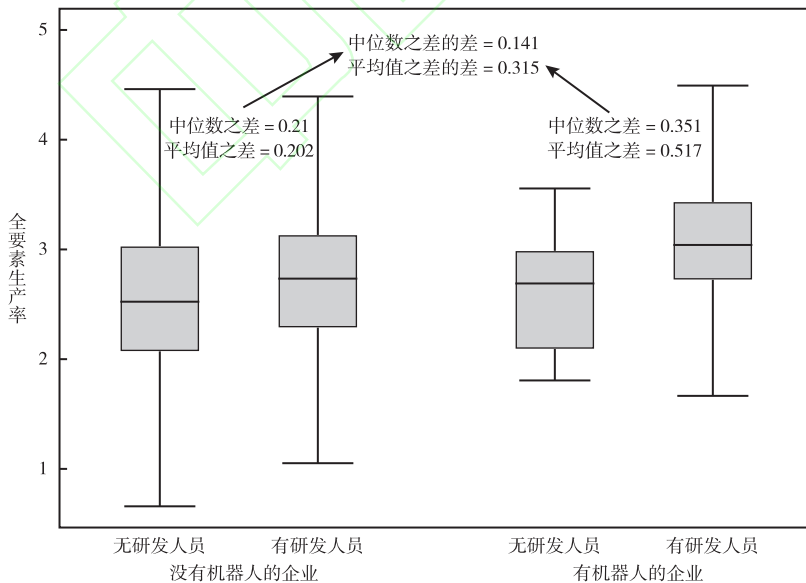 中位数之差的差 = 0.141
平均值之差的差 = 0.315
中位数之差 = 0.21
平均值之差 = 0.202
中位数之差 = 0.351
平均值之差 = 0.517
全要素生产率
5
4
3
2
1
无研发人员
有研发人员
无研发人员
有研发人员
没有机器人的企业
有机器人的企业